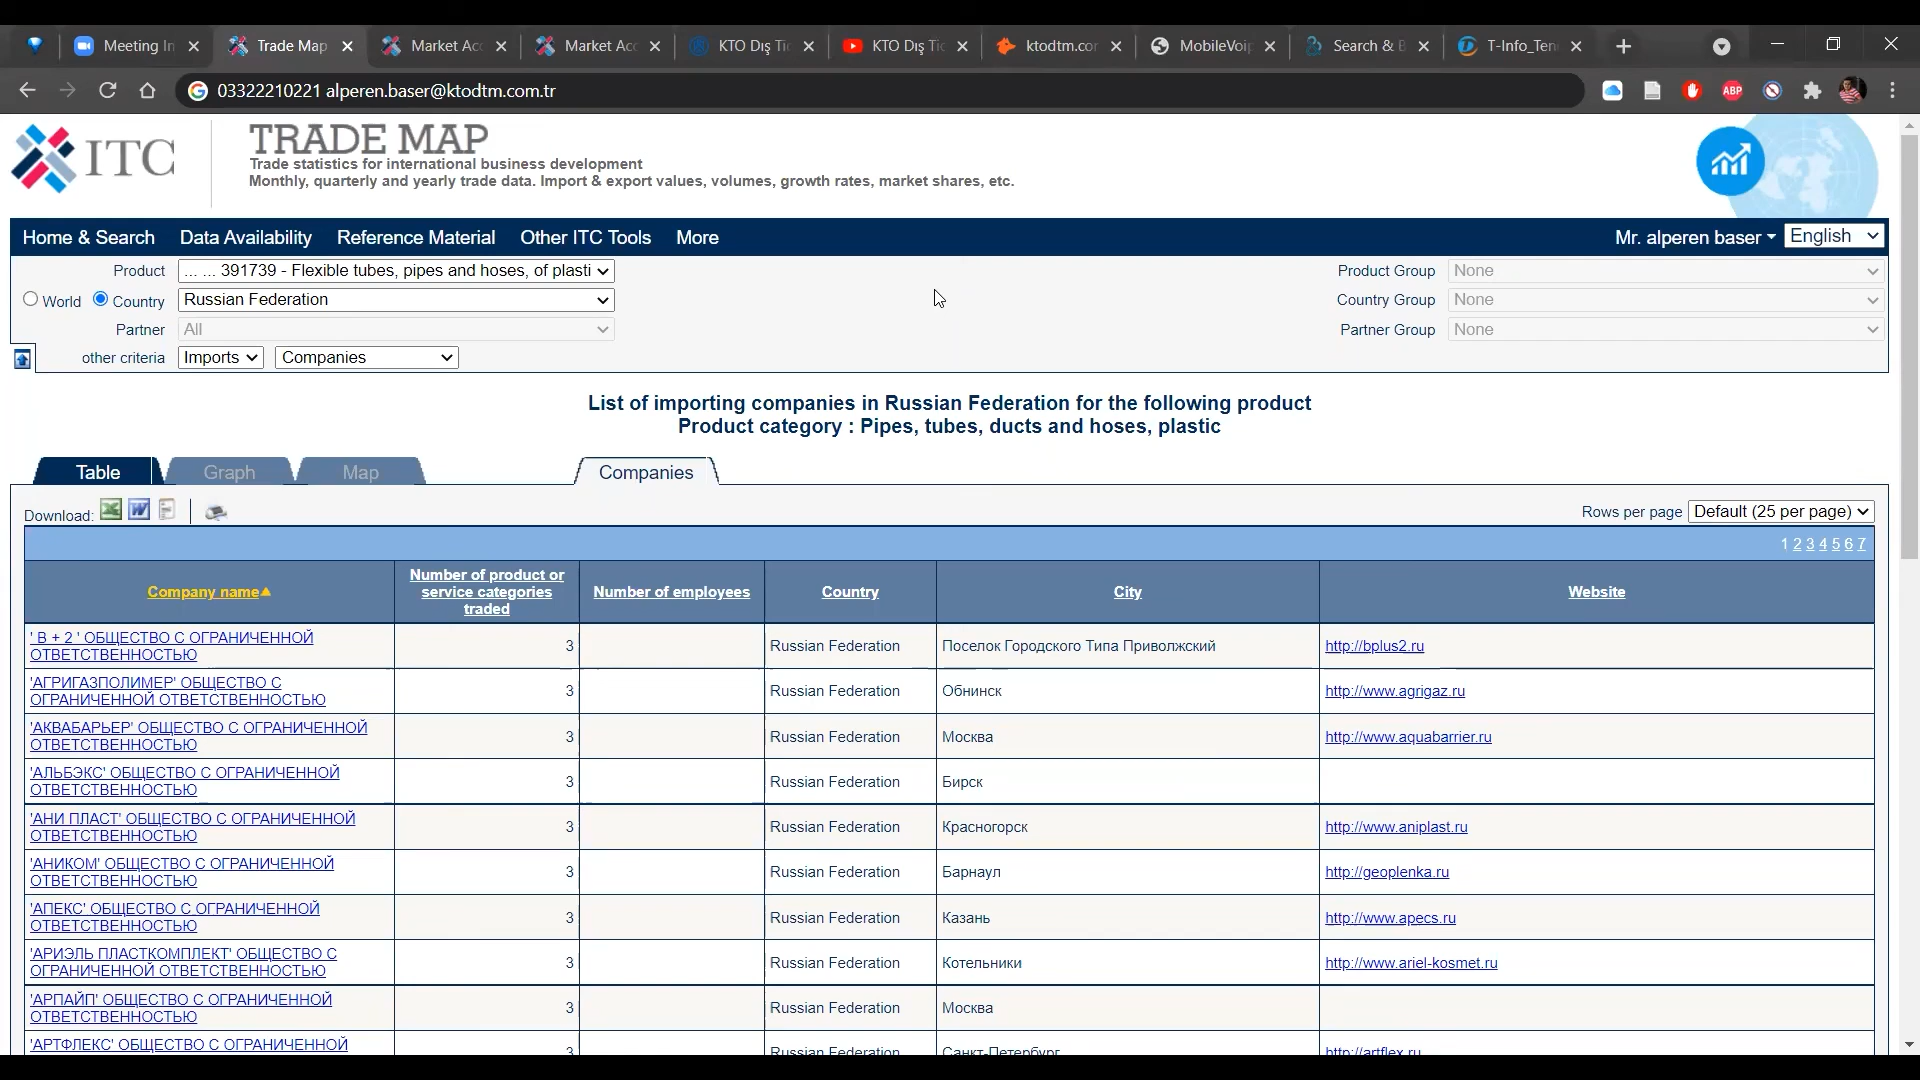 Meeting In
Trade Map
Market Acc
Market Acc
KTO Dış Tic
KTO Dış Tic
ktodtm.cor
MobileVoip
Search & B
T-Info_Ten
03322210221 alperen.baser@ktodtm.com.tr
ABP
ITC
TRADE MAP
Trade statistics for international business development
Monthly, quarterly and yearly trade data. Import & export values, volumes, growth rates, market shares, etc.
Home & Search Data Availability Reference Material Other ITC Tools More Mr. alperen baser English
Product ... ... 391739 - Flexible tubes, pipes and hoses, of plasti Product Group None
World Country Russian Federation Country Group None
Partner All Partner Group None
other criteria Imports Companies
List of importing companies in Russian Federation for the following product
Product category : Pipes, tubes, ducts and hoses, plastic
Table Graph Map Companies
Download: Rows per page Default (25 per page)
1 2 3 4 5 6 7
Company name
Number of product or
service categories
traded
Number of employees
Country
City
Website
' В + 2 ' ОБЩЕСТВО С ОГРАНИЧЕННОЙ
ОТВЕТСТВЕННОСТЬЮ
3 Russian Federation Поселок Городского Типа Приволжский http://bplus2.ru
'АГРИГАЗПОЛИМЕР' ОБЩЕСТВО С
ОГРАНИЧЕННОЙ ОТВЕТСТВЕННОСТЬЮ
3 Russian Federation Обнинск http://www.agrigaz.ru
'АКВАБАРЬЕР' ОБЩЕСТВО С ОГРАНИЧЕННОЙ
ОТВЕТСТВЕННОСТЬЮ
3 Russian Federation Москва http://www.aquabarrier.ru
'АЛЬБЭКС' ОБЩЕСТВО С ОГРАНИЧЕННОЙ
ОТВЕТСТВЕННОСТЬЮ
3 Russian Federation Бирск
'АНИ ПЛАСТ' ОБЩЕСТВО С ОГРАНИЧЕННОЙ
ОТВЕТСТВЕННОСТЬЮ
3 Russian Federation Красногорск http://www.aniplast.ru
'АНИКОМ' ОБЩЕСТВО С ОГРАНИЧЕННОЙ
ОТВЕТСТВЕННОСТЬЮ
3 Russian Federation Барнаул http://geoplenka.ru
'АПЕКС' ОБЩЕСТВО С ОГРАНИЧЕННОЙ
ОТВЕТСТВЕННОСТЬЮ
3 Russian Federation Казань http://www.apecs.ru
'АРИЭЛЬ ПЛАСТКОМПЛЕКТ' ОБЩЕСТВО С
ОГРАНИЧЕННОЙ ОТВЕТСТВЕННОСТЬЮ
3 Russian Federation Котельники http://www.ariel-kosmet.ru
'АРПАЙП' ОБЩЕСТВО С ОГРАНИЧЕННОЙ
ОТВЕТСТВЕННОСТЬЮ
3 Russian Federation Москва
'АРТФЛЕКС' ОБЩЕСТВО С ОГРАНИЧЕННОЙ
3 Russian Federation Санкт-Петербург http://artflex.ru